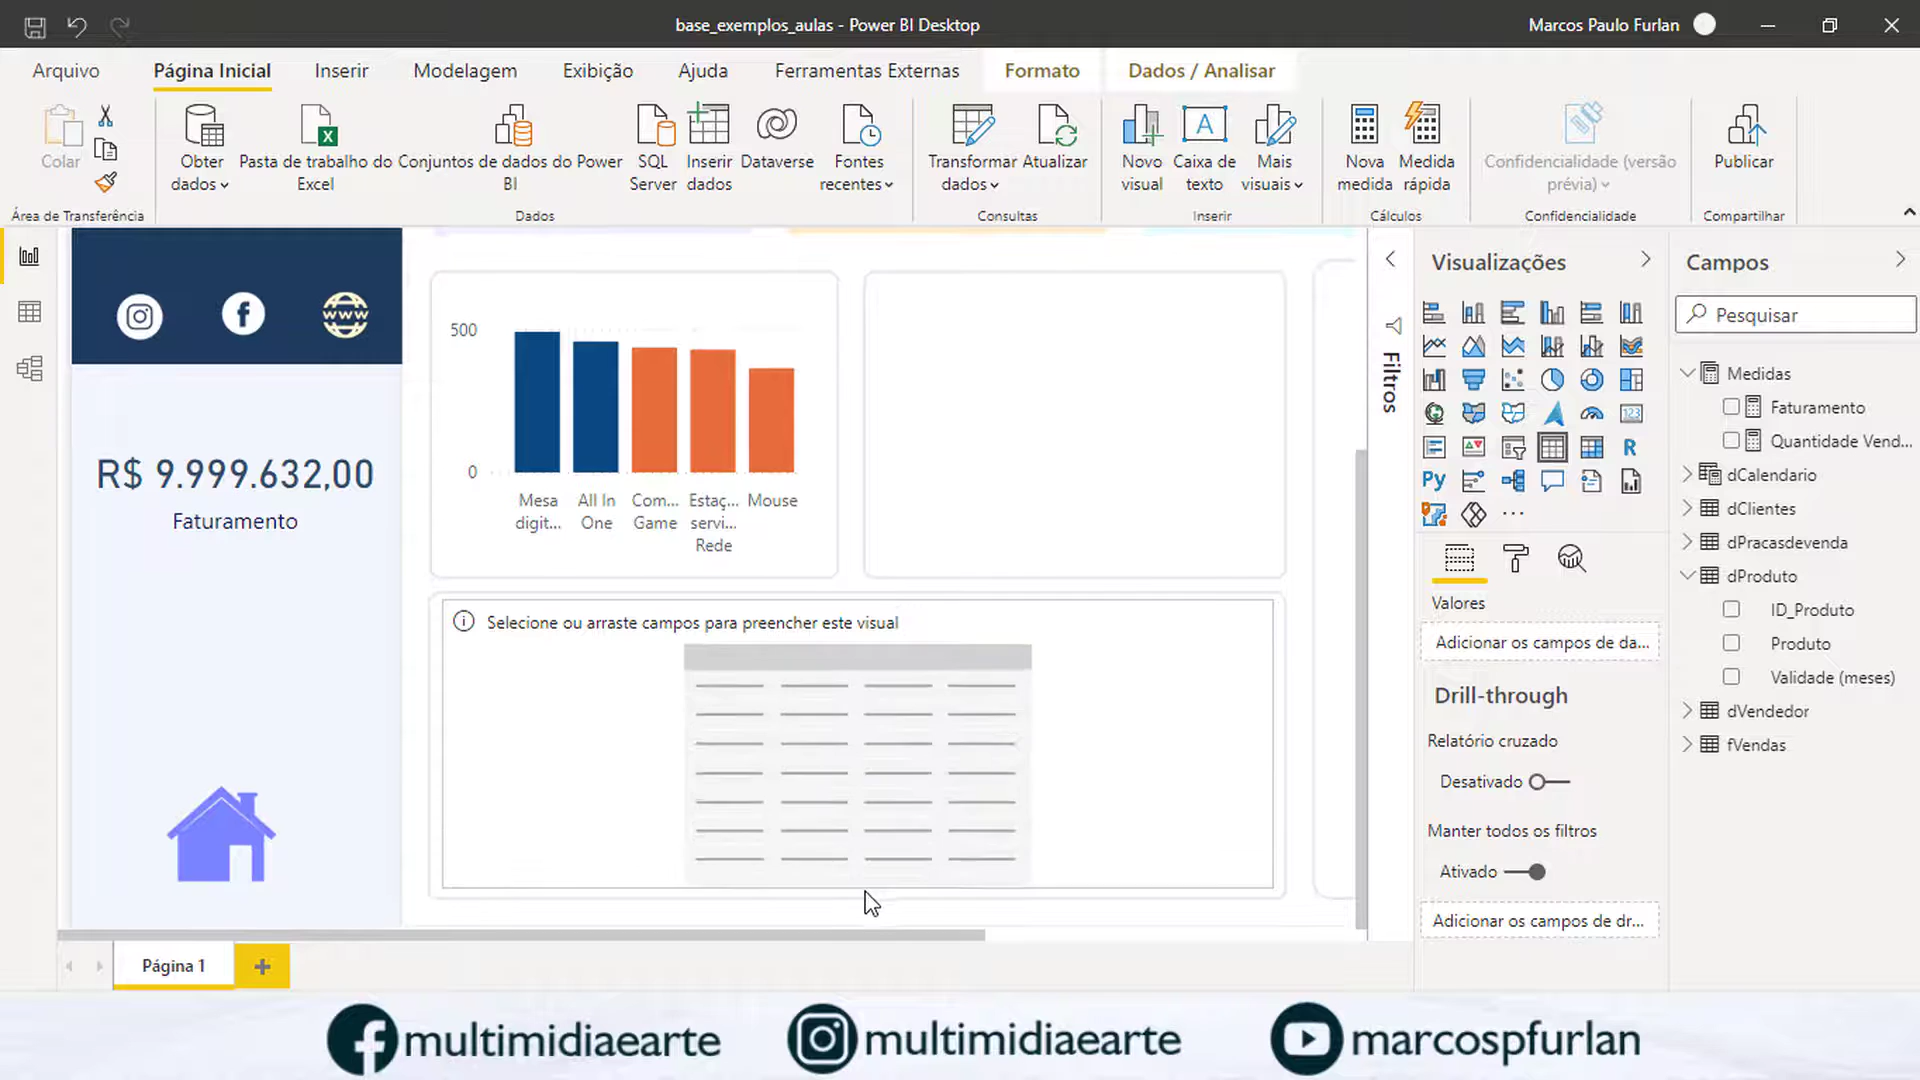 base_exemplos_aulas - Power BI Desktop
Marcos Paulo Furlan
Arquivo
Página Inicial
Inserir
Modelagem
Exibição
Ajuda
Ferramentas Externas
Formato
Dados / Analisar
Colar
Obter dados
Pasta de trabalho do Excel
Conjuntos de dados do Power BI
SQL Server
Inserir dados
Dataverse
Fontes recentes
Transformar dados
Atualizar
Novo visual
Caixa de texto
Mais visuais
Nova medida
Medida rápida
Confidencialidade (versão prévia)
Publicar
Área de Transferência
Dados
Consultas
Inserir
Cálculos
Confidencialidade
Compartilhar
www
R$ 9.999.632,00
Faturamento
500
0
Mesa digit...
All In One
Com... Game
Estaç... servi... Rede
Mouse
Selecione ou arraste campos para preencher este visual
Filtros
Visualizações
123
R
Py
Valores
Adicionar os campos de da...
Drill-through
Relatório cruzado
Desativado
Manter todos os filtros
Ativado
Adicionar os campos de dr...
Campos
Pesquisar
Medidas
Faturamento
Quantidade Vend...
dCalendario
dClientes
dPracasdevenda
dProduto
ID_Produto
Produto
Validade (meses)
dVendedor
fVendas
Página 1
multimidiaearte
multimidiaearte
marcospfurlan